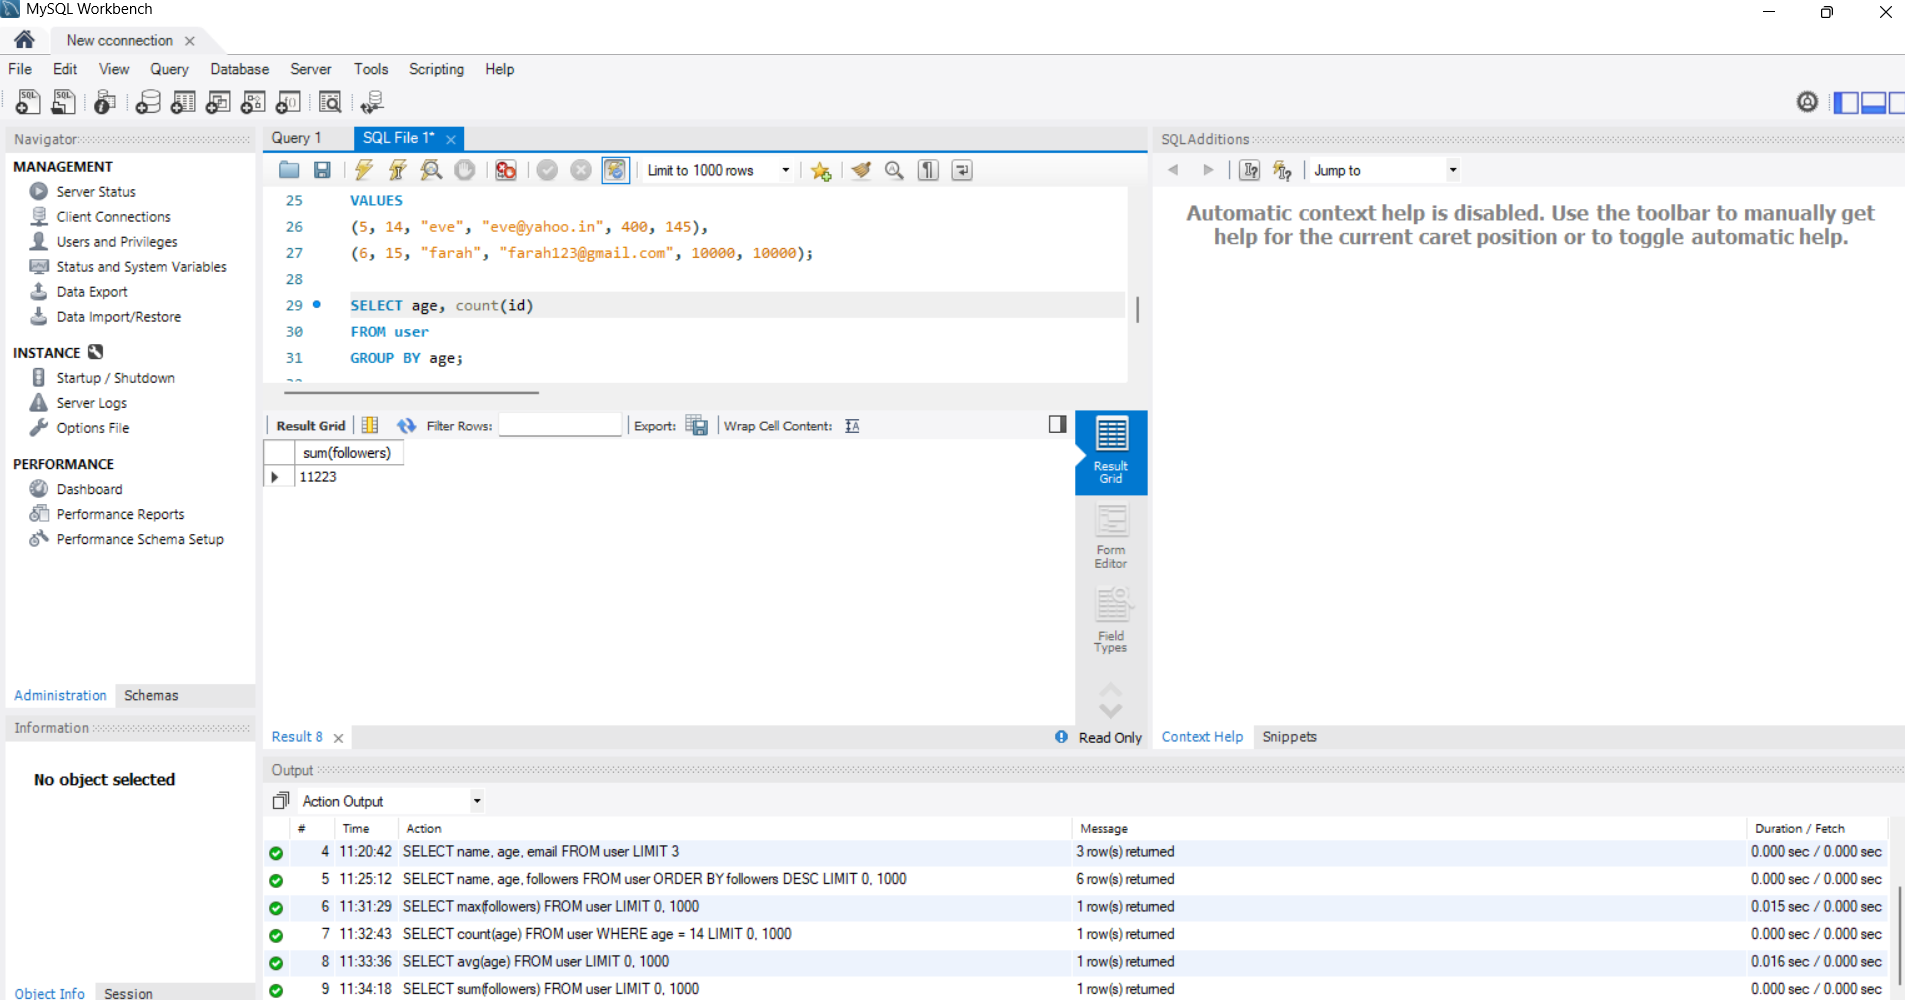 MySQL Workbench
New cconnection
File Edit View Query Database Server Tools Scripting Help
Navigator
MANAGEMENT
Server Status
Client Connections
Users and Privileges
Status and System Variables
Data Export
Data Import/Restore
INSTANCE
Startup / Shutdown
Server Logs
Options File
PERFORMANCE
Dashboard
Performance Reports
Performance Schema Setup
Administration Schemas
Information
No object selected
Object Info Session
Query 1 SQL File 1*
Limit to 1000 rows
25 VALUES
26 (5, 14, "eve", "eve@yahoo.in", 400, 145),
27 (6, 15, "farah", "farah123@gmail.com", 10000, 10000);
28
29 SELECT age, count(id)
30 FROM user
31 GROUP BY age;
Result Grid Filter Rows: Export: Wrap Cell Content:
sum(followers)
11223
Result
Grid
Form
Editor
Field
Types
Result 8 Read Only
SQLAdditions
Jump to
Automatic context help is disabled. Use the toolbar to manually get
help for the current caret position or to toggle automatic help.
Context Help Snippets
Output
Action Output
# Time Action Message Duration / Fetch
4 11:20:42 SELECT name, age, email FROM user LIMIT 3 3 row(s) returned 0.000 sec / 0.000 sec
5 11:25:12 SELECT name, age, followers FROM user ORDER BY followers DESC LIMIT 0, 1000 6 row(s) returned 0.000 sec / 0.000 sec
6 11:31:29 SELECT max(followers) FROM user LIMIT 0, 1000 1 row(s) returned 0.015 sec / 0.000 sec
7 11:32:43 SELECT count(age) FROM user WHERE age = 14 LIMIT 0, 1000 1 row(s) returned 0.000 sec / 0.000 sec
8 11:33:36 SELECT avg(age) FROM user LIMIT 0, 1000 1 row(s) returned 0.016 sec / 0.000 sec
9 11:34:18 SELECT sum(followers) FROM user LIMIT 0, 1000 1 row(s) returned 0.000 sec / 0.000 sec